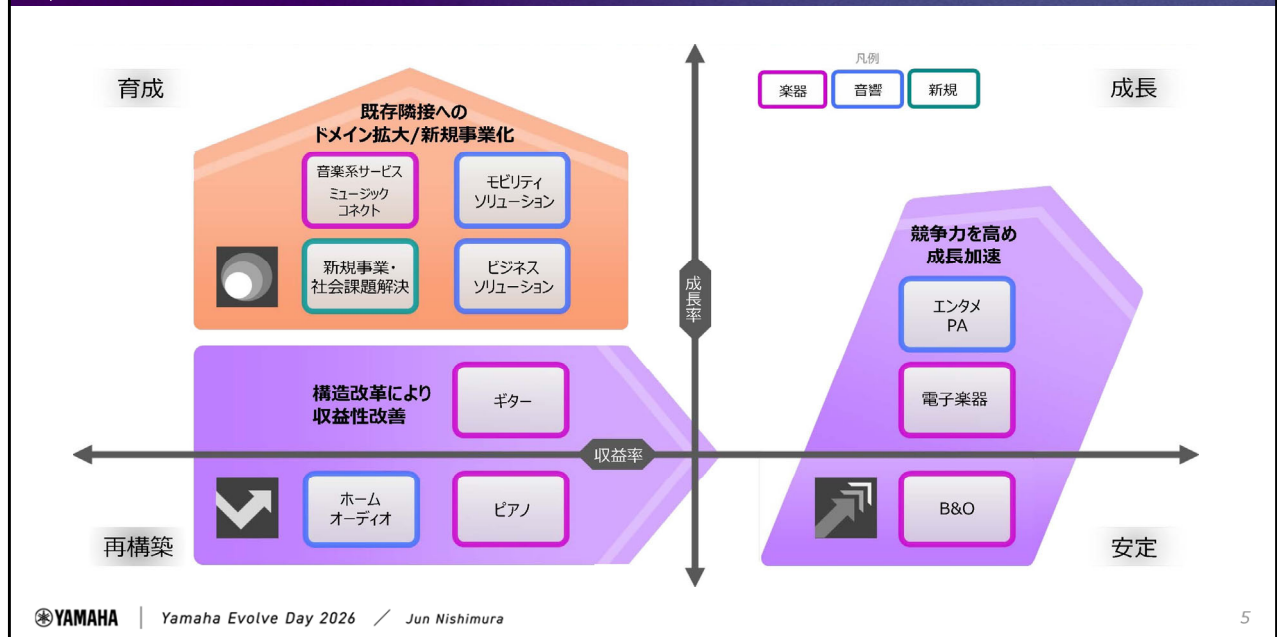 育成
既存隣接への
ドメイン拡大/新規事業化
音楽系サービス
ミュージック
コネクト
モビリティ
ソリューション
新規事業・
社会課題解決
ビジネス
ソリューション
凡例
楽器
音響
新規
成長
競争力を高め
成長加速
エンタメ
PA
電子楽器
B&O
成長率
収益率
構造改革により
収益性改善
ギター
ホーム
オーディオ
ピアノ
再構築
安定
YAMAHA
Yamaha Evolve Day 2026 / Jun Nishimura
5